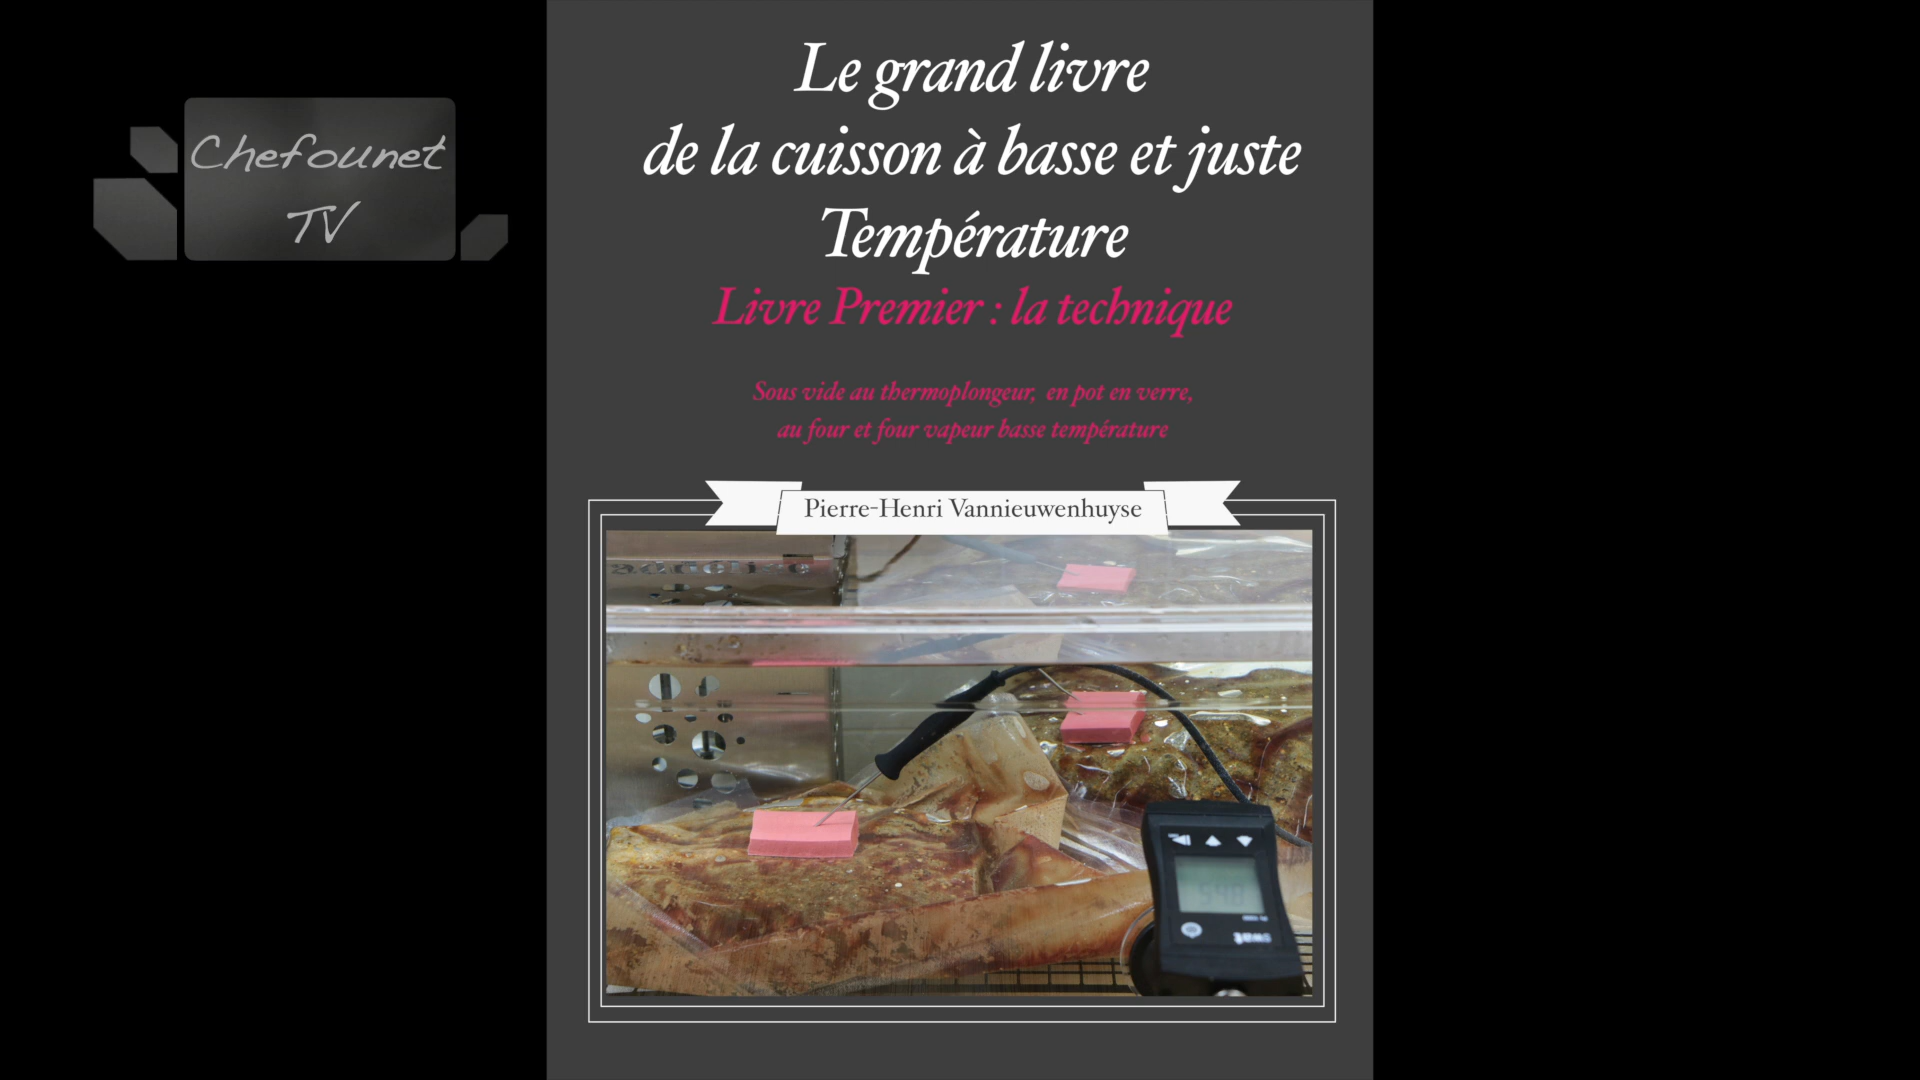 Chefounet
TV
Le grand livre
de la cuisson à basse et juste
Température
Livre Premier : la technique
Sous vide au thermoplongeur, en pot en verre,
au four et four vapeur basse température
Pierre-Henri Vannieuwenhuyse